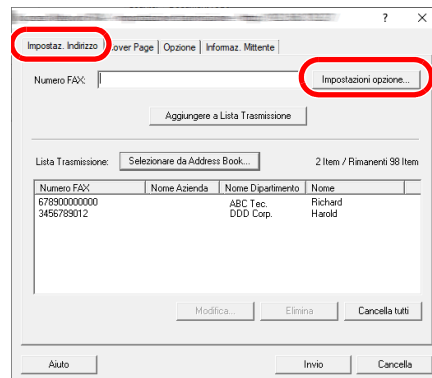 ? ×
Impostaz. Indirizzo over Page Opzione Informaz. Mittente
Numero FAX: Impostazioni opzione...
Aggiungere a Lista Trasmissione
Lista Trasmissione: Selezionare da Address Book... 2 Item / Rimanenti 98 Item
Numero FAX Nome Azienda Nome Dipartimento Nome
678900000000 ABC Tec. Richard
3456789012 DDD Corp. Harold
Modifica... Elimina Cancella tutti
Aiuto Invio Cancella